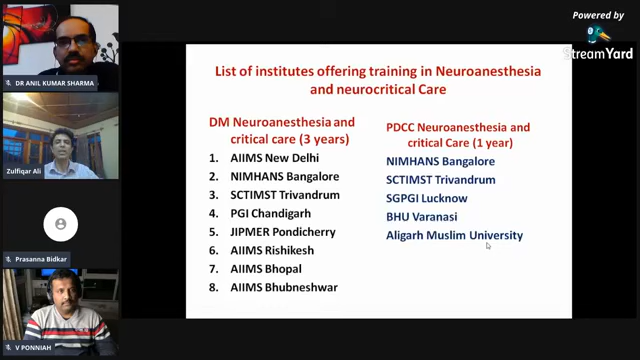 Powered by
StreamYard
DR ANIL KUMAR SHARMA
Zulfiqar Ali
Prasanna Bidkar
V PONNIAH
List of institutes offering training in Neuroanesthesia
and neurocritical Care
DM Neuroanesthesia and
critical care (3 years)
1. AIIMS New Delhi
2. NIMHANS Bangalore
3. SCTIMST Trivandrum
4. PGI Chandigarh
5. JIPMER Pondicherry
6. AIIMS Rishikesh
7. AIIMS Bhopal
8. AIIMS Bhubneshwar
PDCC Neuroanesthesia and
critical Care (1 year)
NIMHANS Bangalore
SCTIMST Trivandrum
SGPGI Lucknow
BHU Varanasi
Aligarh Muslim University